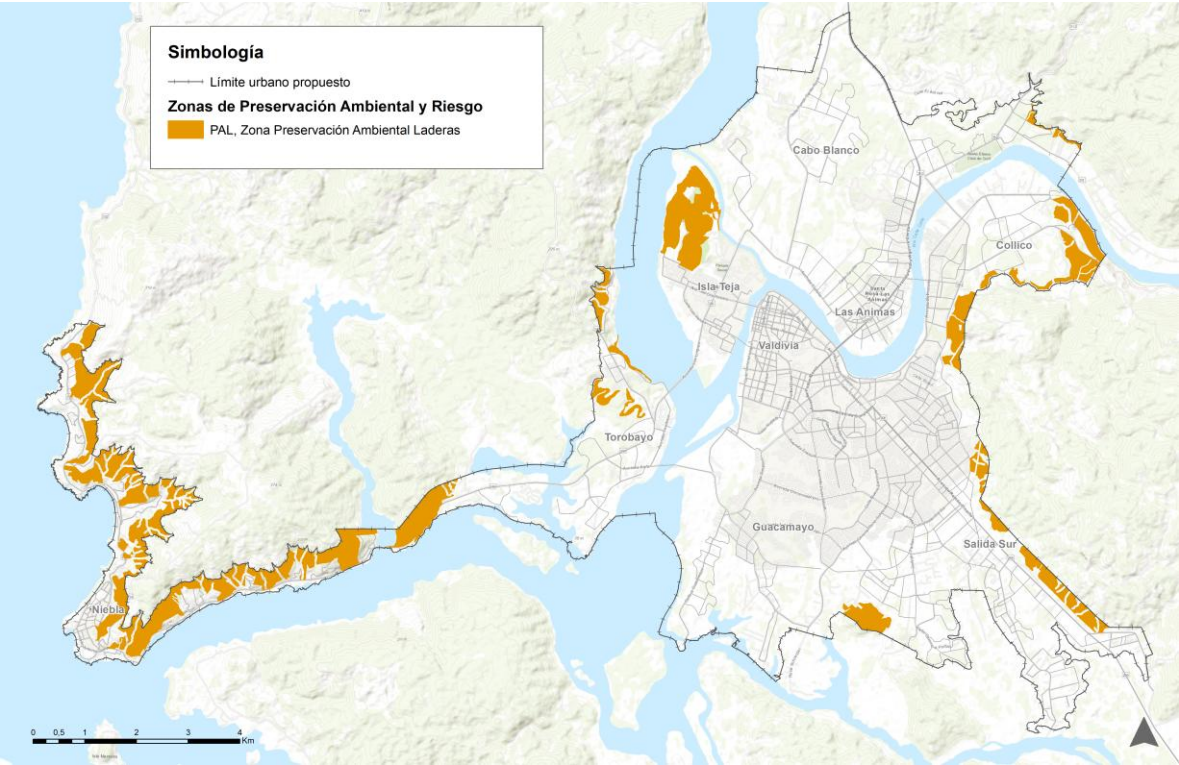 Simbología
Límite urbano propuesto
Zonas de Preservación Ambiental y Riesgo
PAL, Zona Preservación Ambiental Laderas
Cabo Blanco
Collico
Isla Teja
Las Animas
Valdivia
Torobayo
Guacamayo
Salida Sur
Niebla
0 0,5 1 2 3 4
Km